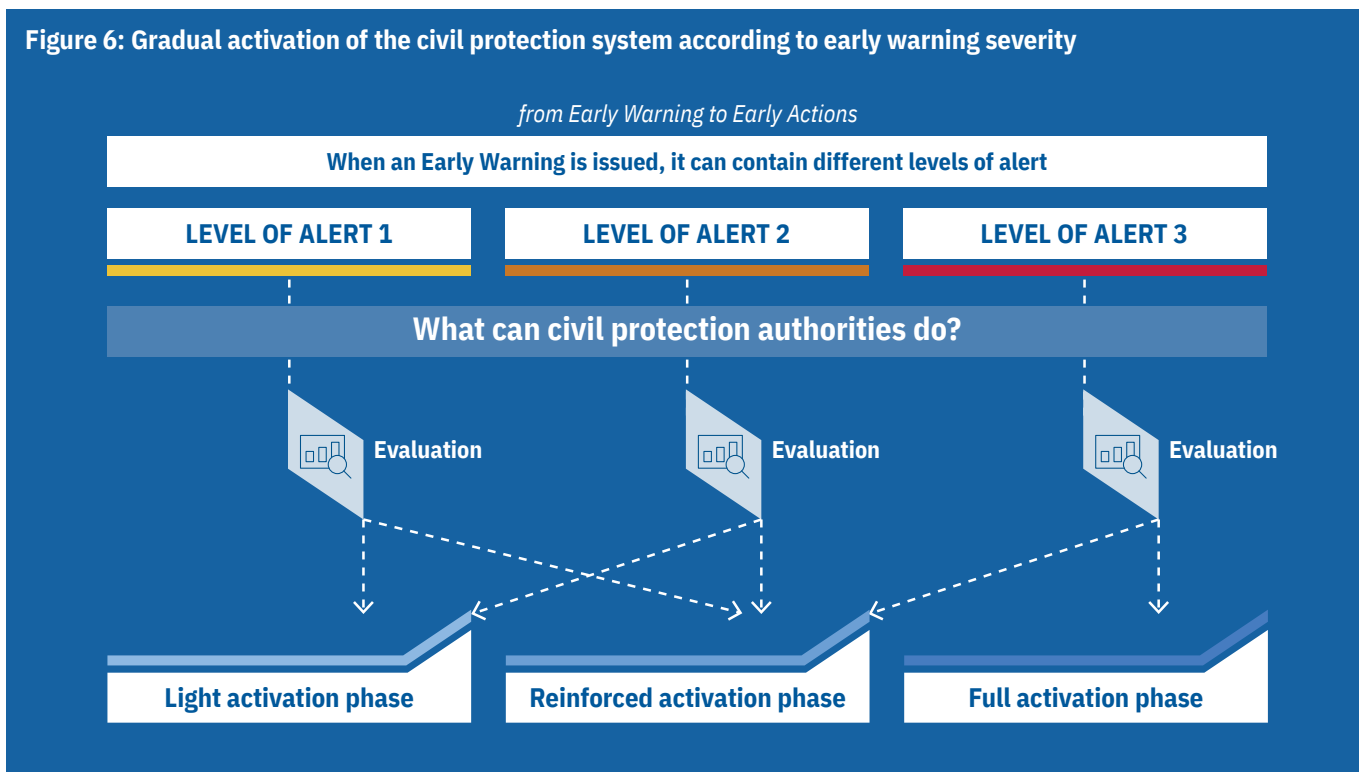 Figure 6: Gradual activation of the civil protection system according to early warning severity
from Early Warning to Early Actions
When an Early Warning is issued, it can contain different levels of alert
LEVEL OF ALERT 1
LEVEL OF ALERT 2
LEVEL OF ALERT 3
What can civil protection authorities do?
Evaluation
Evaluation
Evaluation
Light activation phase
Reinforced activation phase
Full activation phase